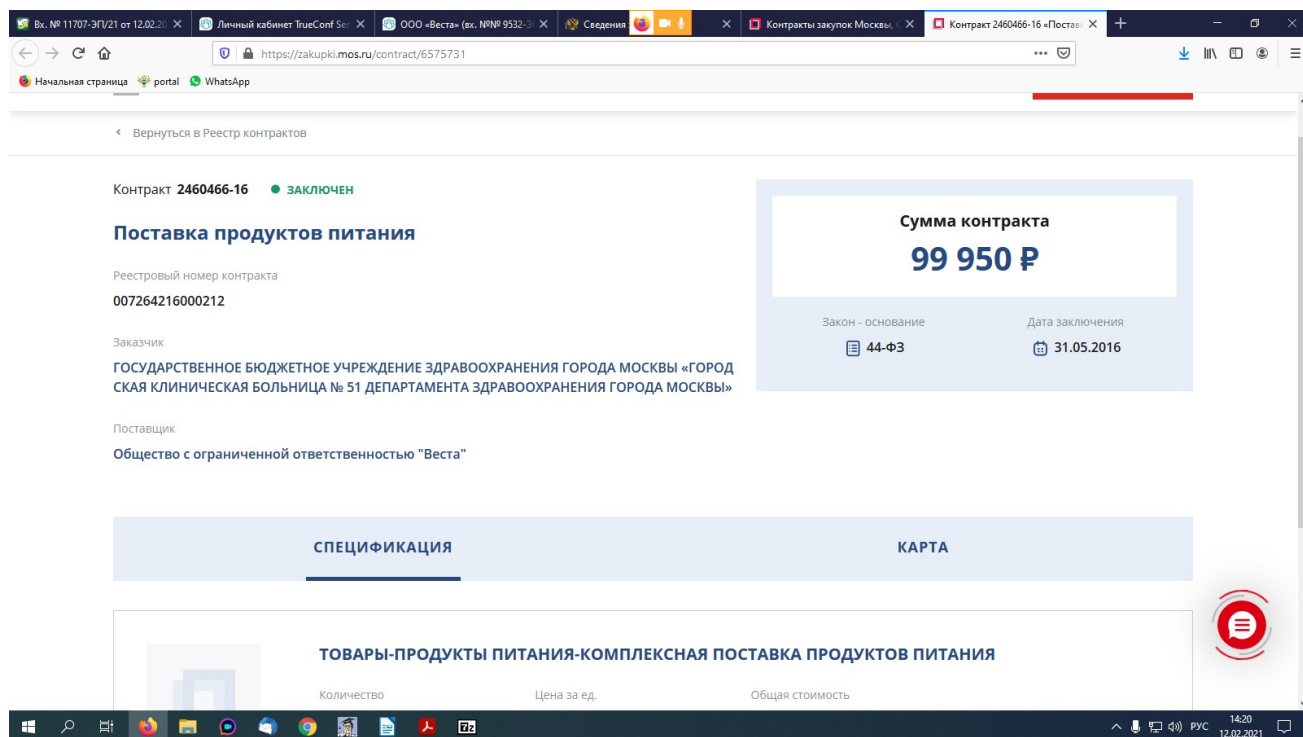 Вх. № 11707-ЭП/21 от 12.02.20
Личный кабинет TrueConf Ser
ООО «Веста» (вх. №№ 9532-Э
Сведения
Контракты закупок Москвы,
Контракт 2460466-16 «Постав
https://zakupki.mos.ru/contract/6575731
Начальная страница portal WhatsApp
Вернуться в Реестр контрактов
Контракт 2460466-16 ЗАКЛЮЧЕН
Поставка продуктов питания
Реестровый номер контракта
007264216000212
Заказчик
ГОСУДАРСТВЕННОЕ БЮДЖЕТНОЕ УЧРЕЖДЕНИЕ ЗДРАВООХРАНЕНИЯ ГОРОДА МОСКВЫ «ГОРОД
СКАЯ КЛИНИЧЕСКАЯ БОЛЬНИЦА № 51 ДЕПАРТАМЕНТА ЗДРАВООХРАНЕНИЯ ГОРОДА МОСКВЫ»
Поставщик
Общество с ограниченной ответственностью "Веста"
Сумма контракта
99 950 ₽
Закон - основание
44-ФЗ
Дата заключения
31.05.2016
СПЕЦИФИКАЦИЯ
КАРТА
ТОВАРЫ-ПРОДУКТЫ ПИТАНИЯ-КОМПЛЕКСНАЯ ПОСТАВКА ПРОДУКТОВ ПИТАНИЯ
Количество Цена за ед. Общая стоимость
7z
РУС
14:20
12.02.2021